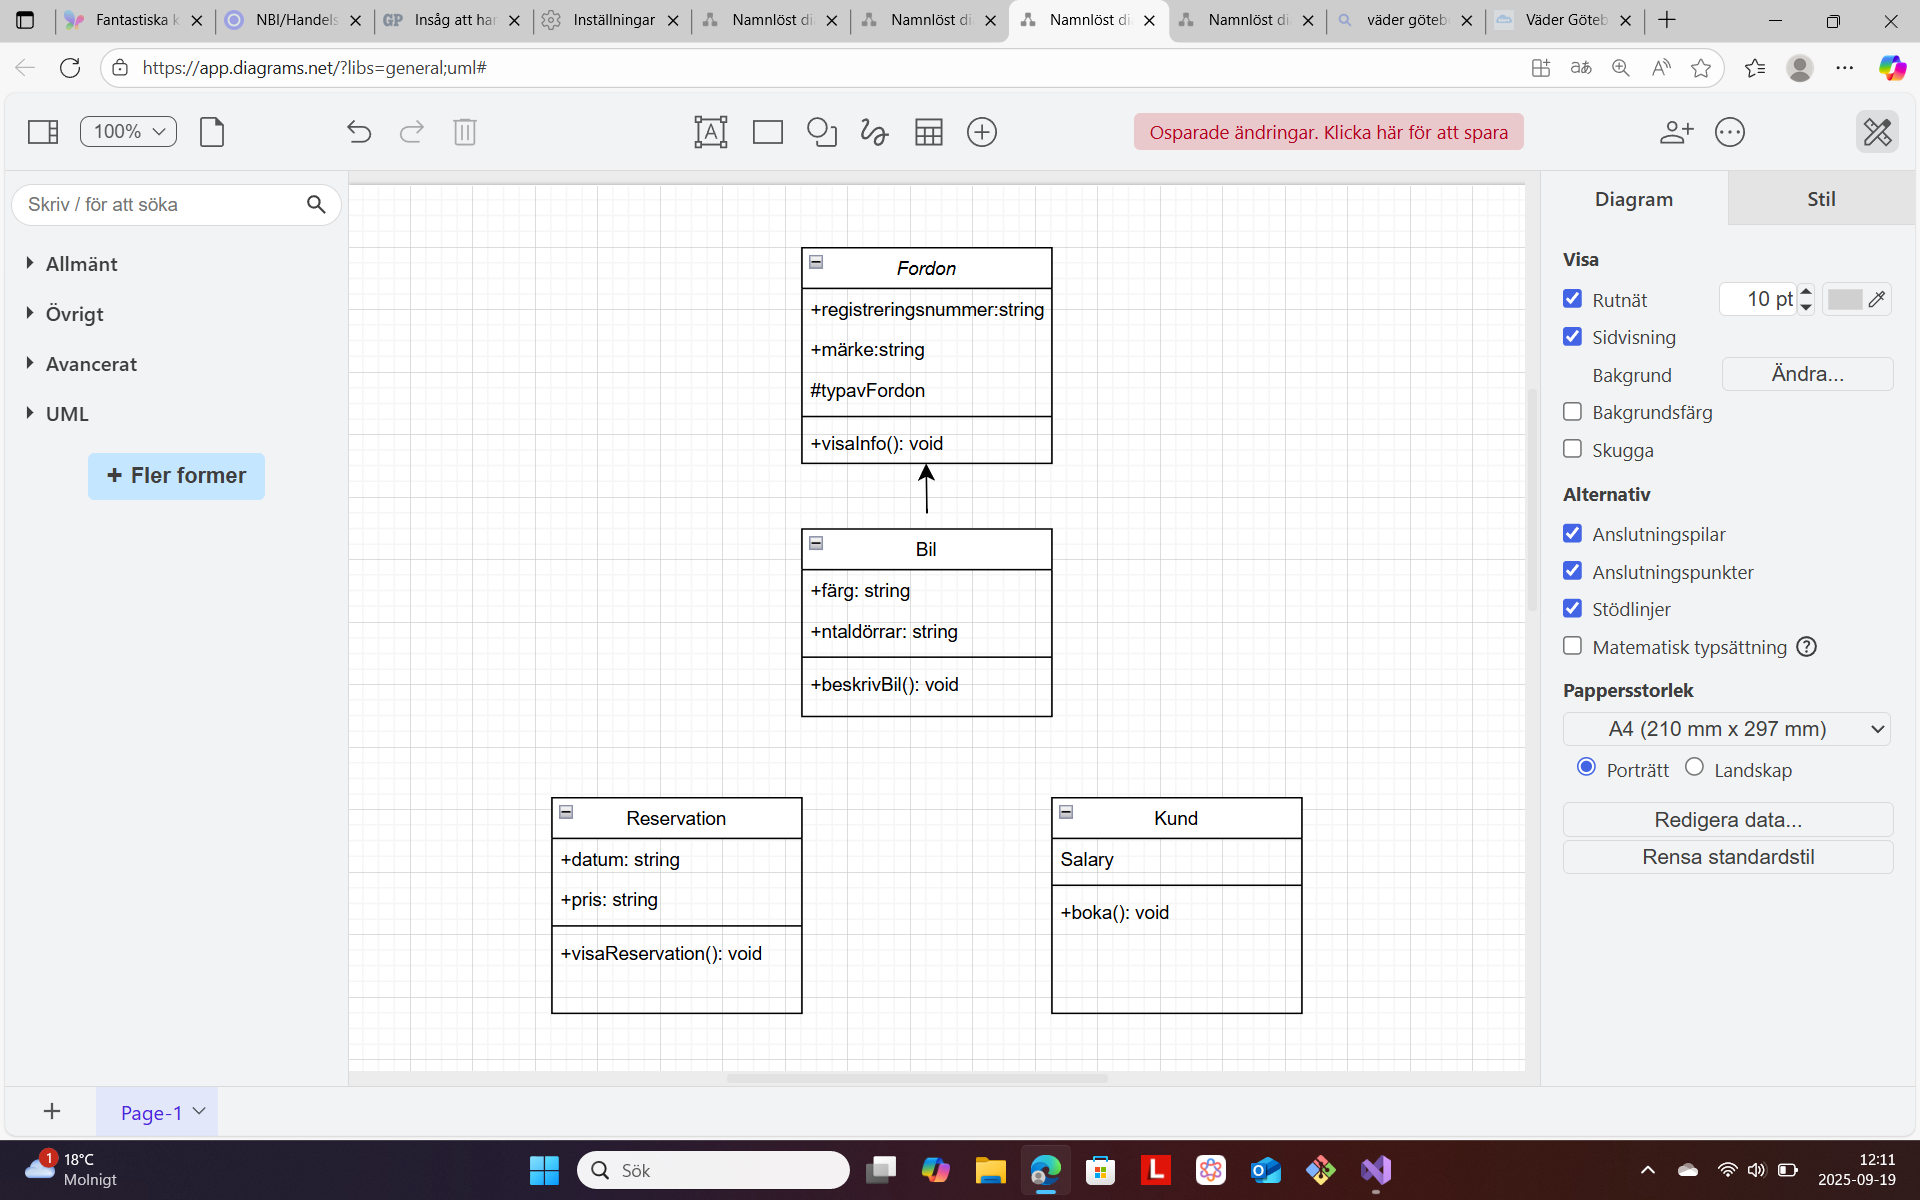 Fantastiska k
NBI/Handels
Insåg att har
Inställningar
Namnlöst di
Namnlöst di
Namnlöst di
Namnlöst di
väder göteb
Väder Göteb
https://app.diagrams.net/?libs=general;uml#
100%
Osparade ändringar. Klicka här för att spara
Skriv / för att söka
Allmänt
Övrigt
Avancerat
UML
+ Fler former
Fordon
+registreringsnummer:string
+märke:string
#typavFordon
+visaInfo(): void
Bil
+färg: string
+ntaldörrar: string
+beskrivBil(): void
Reservation
+datum: string
+pris: string
+visaReservation(): void
Kund
Salary
+boka(): void
Diagram
Stil
Visa
Rutnät
10 pt
Sidvisning
Bakgrund
Ändra...
Bakgrundsfärg
Skugga
Alternativ
Anslutningspilar
Anslutningspunkter
Stödlinjer
Matematisk typsättning
Pappersstorlek
A4 (210 mm x 297 mm)
Porträtt
Landskap
Redigera data...
Rensa standardstil
Page-1
1
18°C
Molnigt
Sök
12:11
2025-09-19